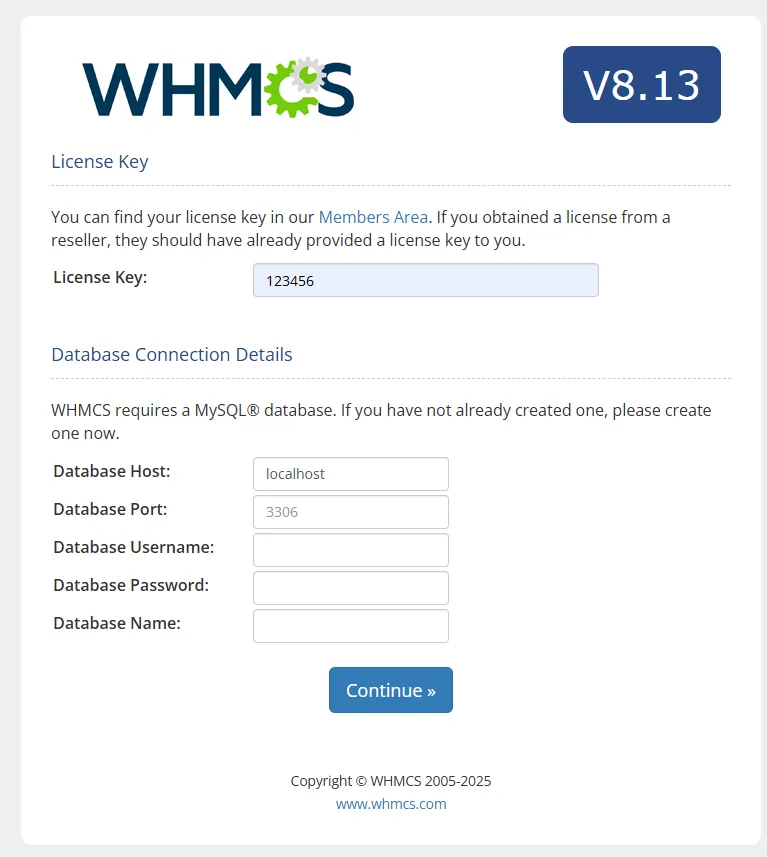 WHMCS
V8.13
License Key
You can find your license key in our Members Area. If you obtained a license from a
reseller, they should have already provided a license key to you.
License Key: 123456
Database Connection Details
WHMCS requires a MySQL® database. If you have not already created one, please create
one now.
Database Host: localhost
Database Port: 3306
Database Username:
Database Password:
Database Name:
Continue »
Copyright © WHMCS 2005-2025
www.whmcs.com